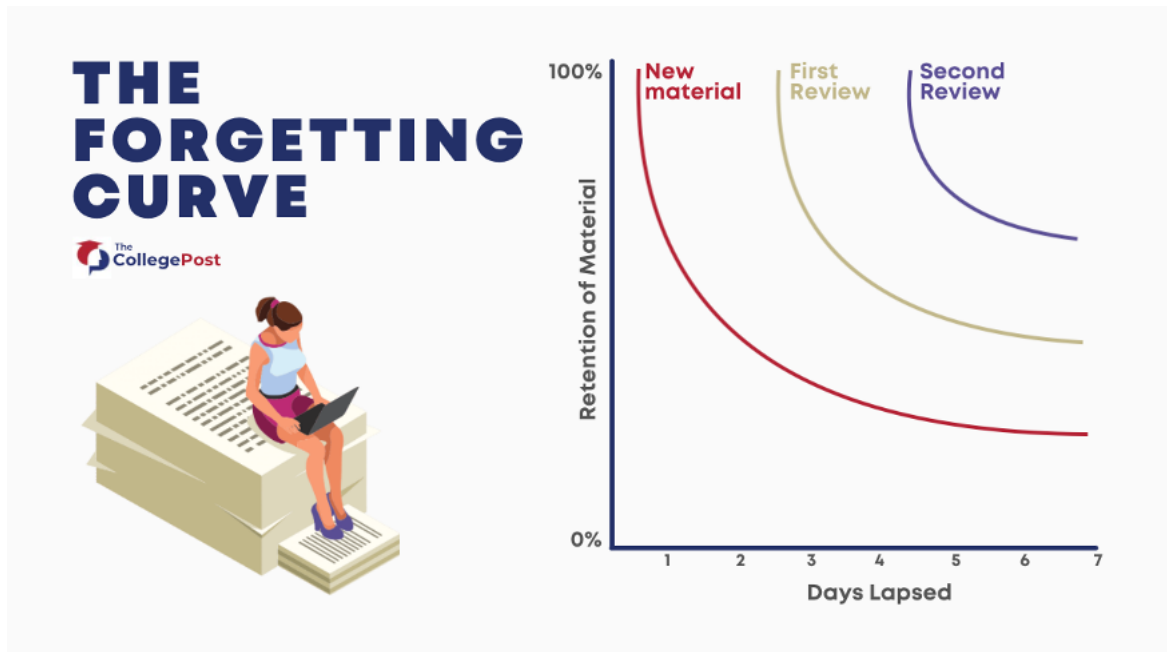 THE
FORGETTING
CURVE
The
CollegePost
100%
New
material
First
Review
Second
Review
Retention of Material
0%
1 2 3 4 5 6 7
Days Lapsed